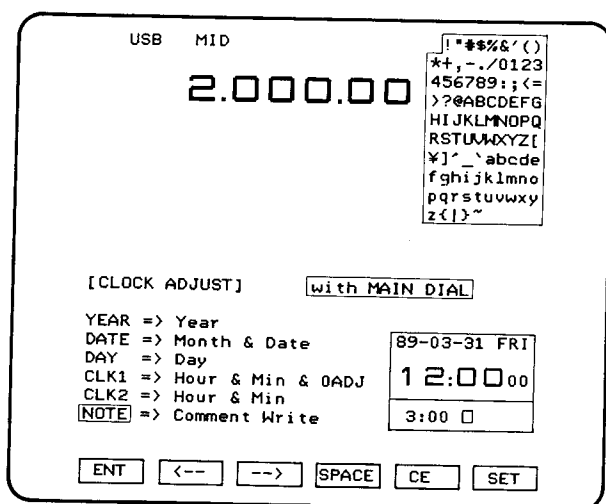 USB MID
2.000.00
!"#$%&'()
*+,-./0123
456789:;<=
>?@ABCDEFG
HIJKLMNOPQ
RSTUVWXYZ[
¥]^_`abcde
fghijklmno
pqrstuvwxy
z{|}~
[CLOCK ADJUST] with MAIN DIAL
YEAR => Year
DATE => Month & Date
DAY => Day
CLK1 => Hour & Min & 0ADJ
CLK2 => Hour & Min
NOTE => Comment Write
89-03-31 FRI
12:00 00
3:00
ENT <-- --> SPACE CE SET